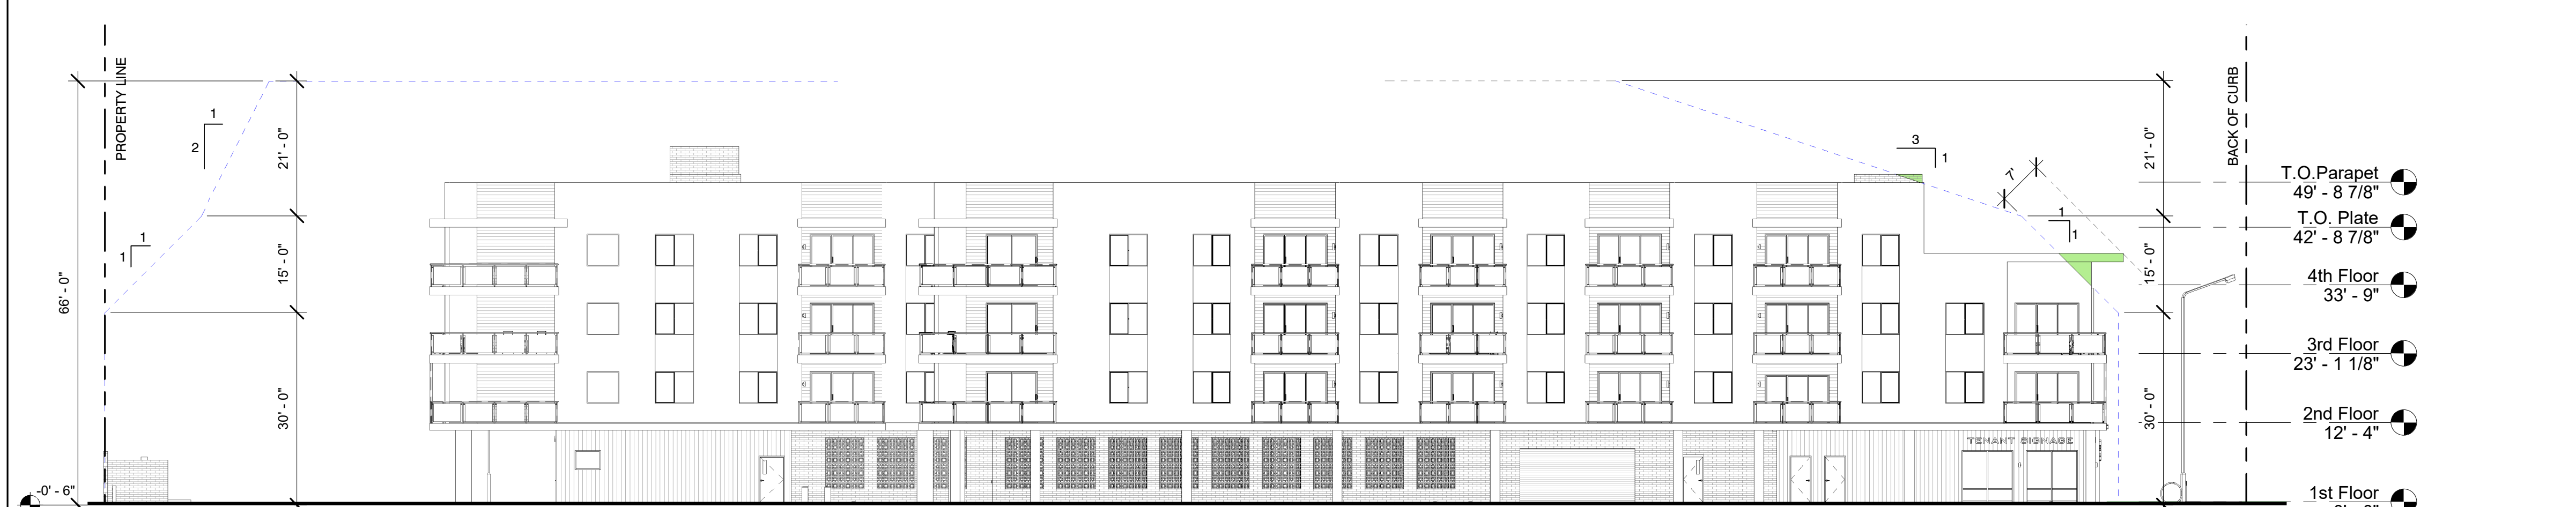 PROPERTY LINE
1
2
1
1
66' - 0"
21' - 0"
15' - 0"
30' - 0"
-0' - 6"
3
1
7'
1
1
21' - 0"
15' - 0"
30' - 0"
BACK OF CURB
TENANT SIGNAGE
T.O.Parapet
49' - 8 7/8"
T.O. Plate
42' - 8 7/8"
4th Floor
33' - 9"
3rd Floor
23' - 1 1/8"
2nd Floor
12' - 4"
1st Floor